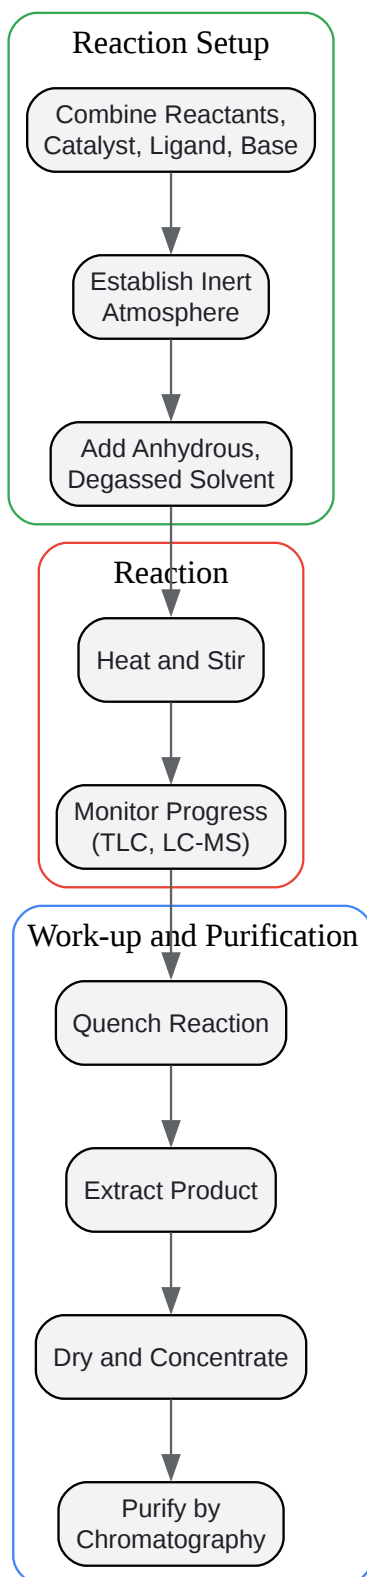 Reaction Setup
Combine Reactants,
Catalyst, Ligand, Base
Establish Inert
Atmosphere
Add Anhydrous,
Degassed Solvent
Reaction
Heat and Stir
Monitor Progress
(TLC, LC-MS)
Work-up and Purification
Quench Reaction
Extract Product
Dry and Concentrate
Purify by
Chromatography